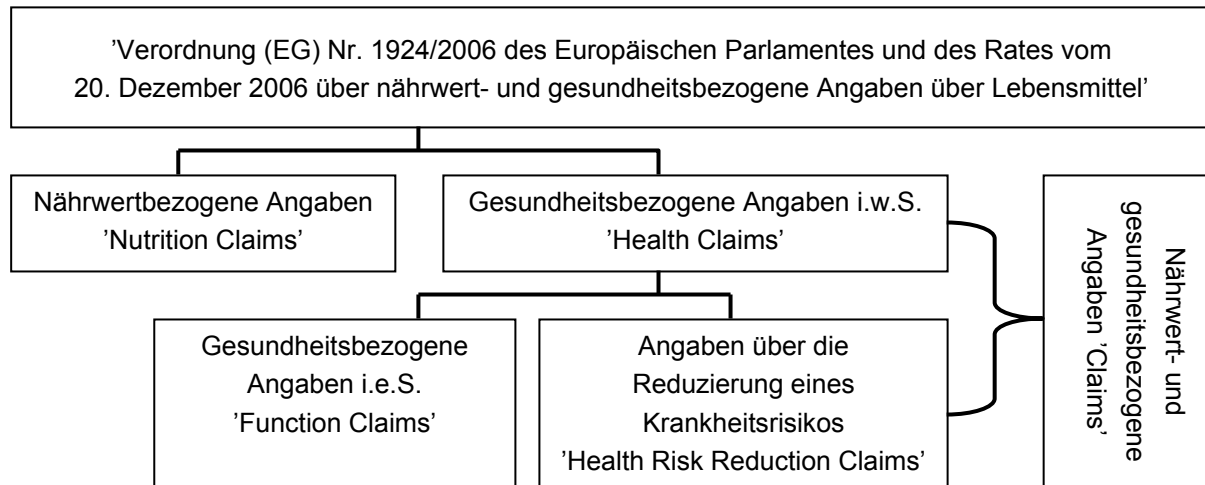 ’Verordnung (EG) Nr. 1924/2006 des Europäischen Parlamentes und des Rates vom
20. Dezember 2006 über nährwert- und gesundheitsbezogene Angaben über Lebensmittel’
Nährwertbezogene Angaben
’Nutrition Claims’
Gesundheitsbezogene Angaben i.w.S.
’Health Claims’
Gesundheitsbezogene
Angaben i.e.S.
’Function Claims’
Angaben über die
Reduzierung eines
Krankheitsrisikos
’Health Risk Reduction Claims’
Nährwert- und
gesundheitsbezogene
Angaben ’Claims’